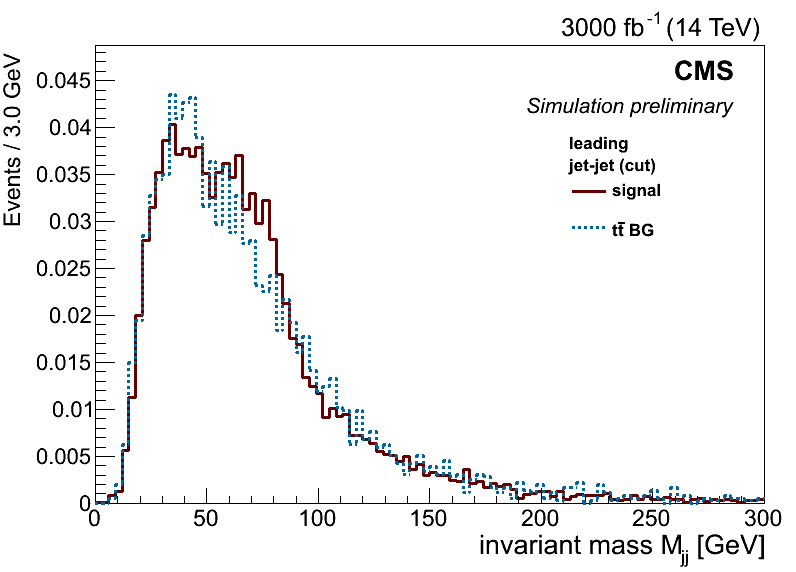 3000 fb-1 (14 TeV)
CMS
Simulation preliminary
leading
jet-jet (cut)
signal
tt̄ BG
Events / 3.0 GeV
0.045
0.04
0.035
0.03
0.025
0.02
0.015
0.01
0.005
0
0 50 100 150 200 250 300
invariant mass Mjj [GeV]